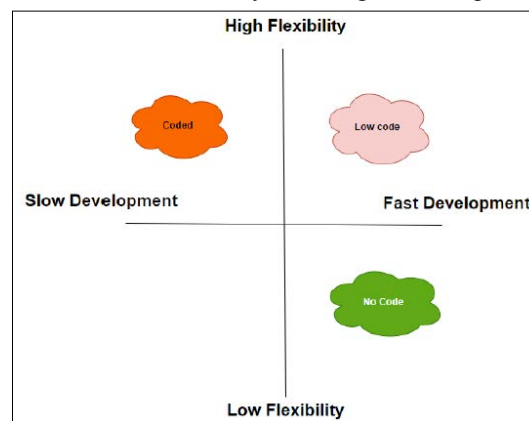 High Flexibility
Coded
Low code
Slow Development
Fast Development
No Code
Low Flexibility